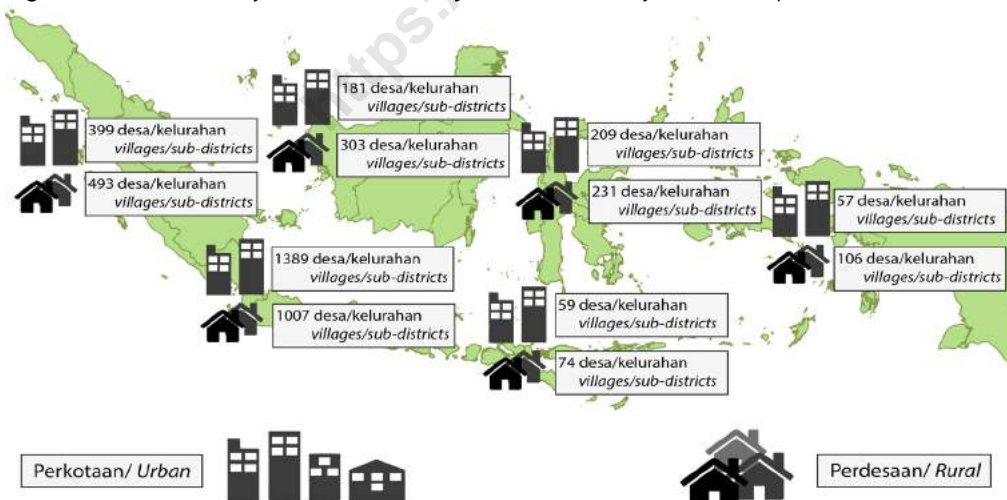 https:/
181 desa/kelurahan
villages/sub-districts
303 desa/kelurahan
villages/sub-districts
399 desa/kelurahan
villages/sub-districts
493 desa/kelurahan
villages/sub-districts
209 desa/kelurahan
villages/sub-districts
231 desa/kelurahan
villages/sub-districts
57 desa/kelurahan
villages/sub-districts
106 desa/kelurahan
villages/sub-districts
1389 desa/kelurahan
villages/sub-districts
1007 desa/kelurahan
villages/sub-districts
59 desa/kelurahan
villages/sub-districts
74 desa/kelurahan
villages/sub-districts
Perkotaan/ Urban
Perdesaan/ Rural